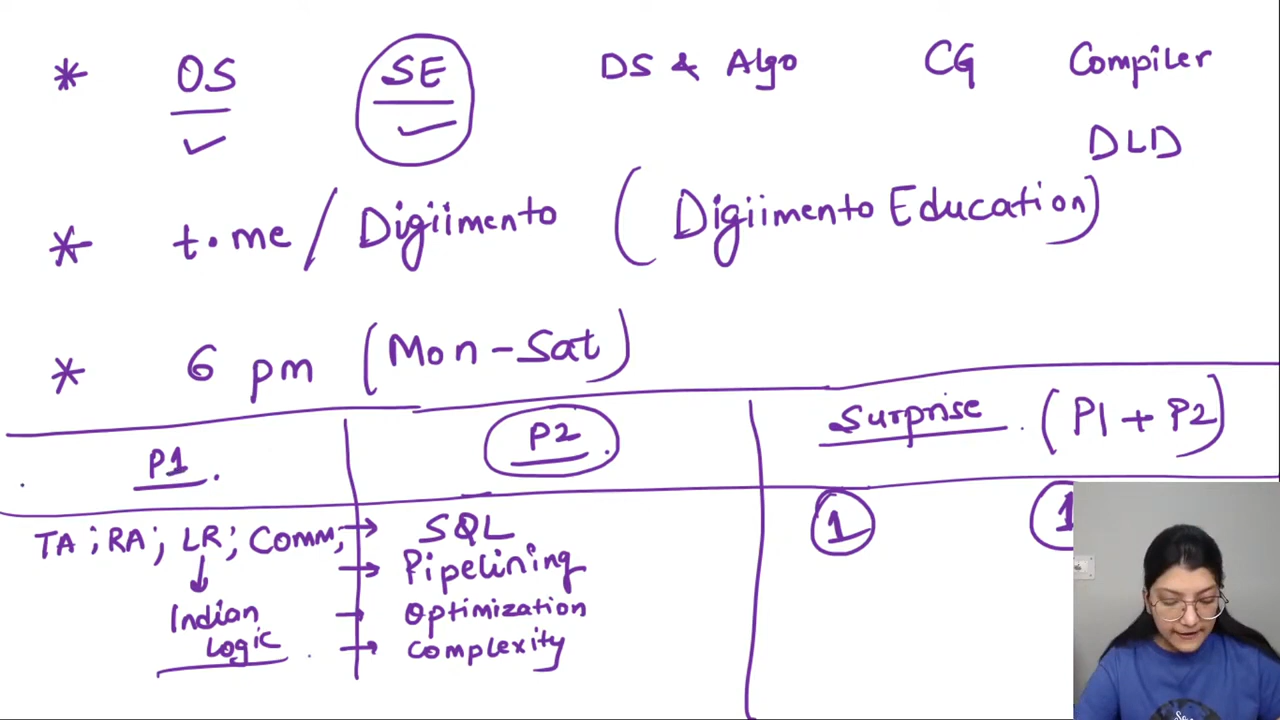 * OS SE DS & Algo CG Compiler
DLD
* t.me / Digiimento (Digiimento Education)
* 6 pm (Mon-Sat)
P1. P2. Surprise. (P1 + P2)
TA; RA; LR; Comm; → SQL 1 1
↓ → Pipelining
Indian → Optimization
Logic → Complexity